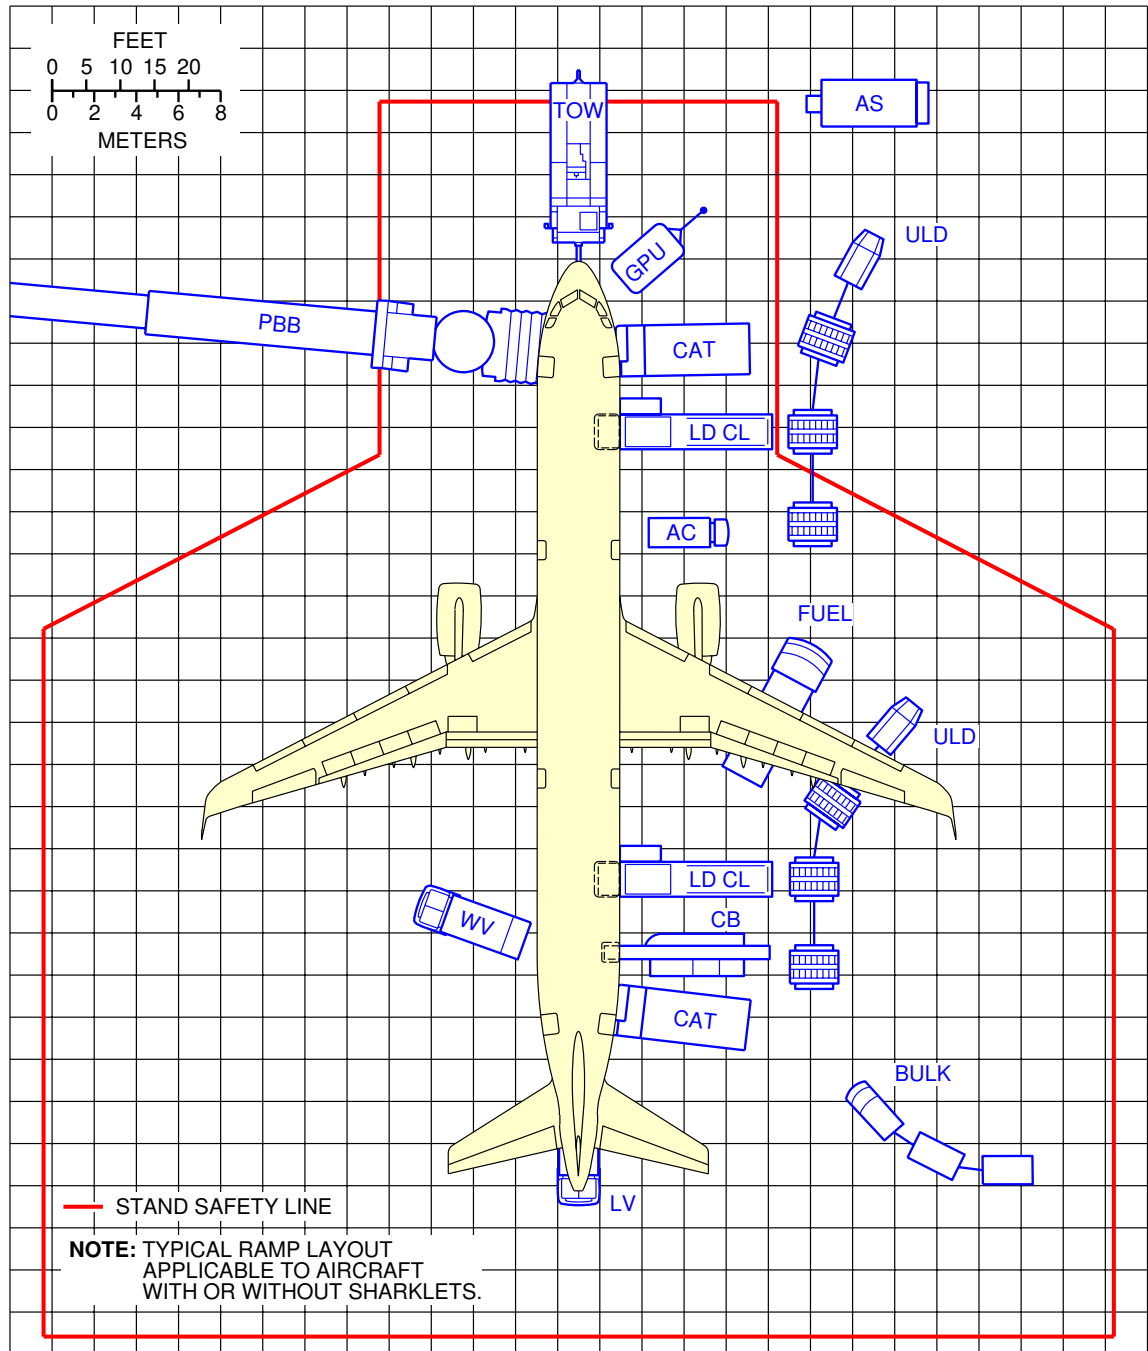 FEET
0 5 10 15 20
0 2 4 6 8
METERS
TOW
AS
GPU
ULD
PBB
CAT
LD CL
AC
FUEL
ULD
LD CL
WV
CB
CAT
BULK
LV
STAND SAFETY LINE
NOTE: TYPICAL RAMP LAYOUT
APPLICABLE TO AIRCRAFT
WITH OR WITHOUT SHARKLETS.